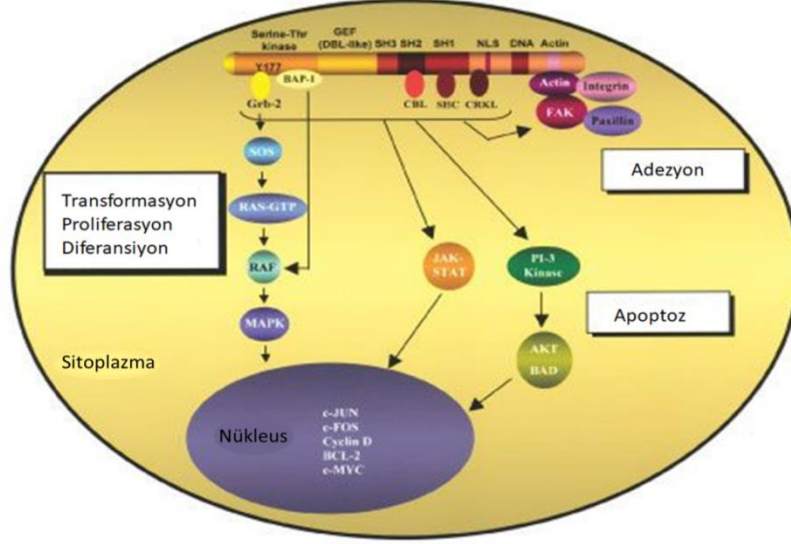 Serine-Thr
kinase
GEF
(DBL-like)
SH3
SH2
SH1
NLS
DNA
Actin
Y177
BAP-1
Grb-2
CBL
SHC
CRKL
Actin
Integrin
FAK
Paxillin
SOS
RAS-GTP
RAF
MAPK
JAK-
STAT
PI-3
Kinase
AKT
BAD
Transformasyon
Proliferasyon
Diferansiyon
Adezyon
Apoptoz
Sitoplazma
Nükleus
c-JUN
c-FOS
Cyclin D
BCL-2
c-MYC